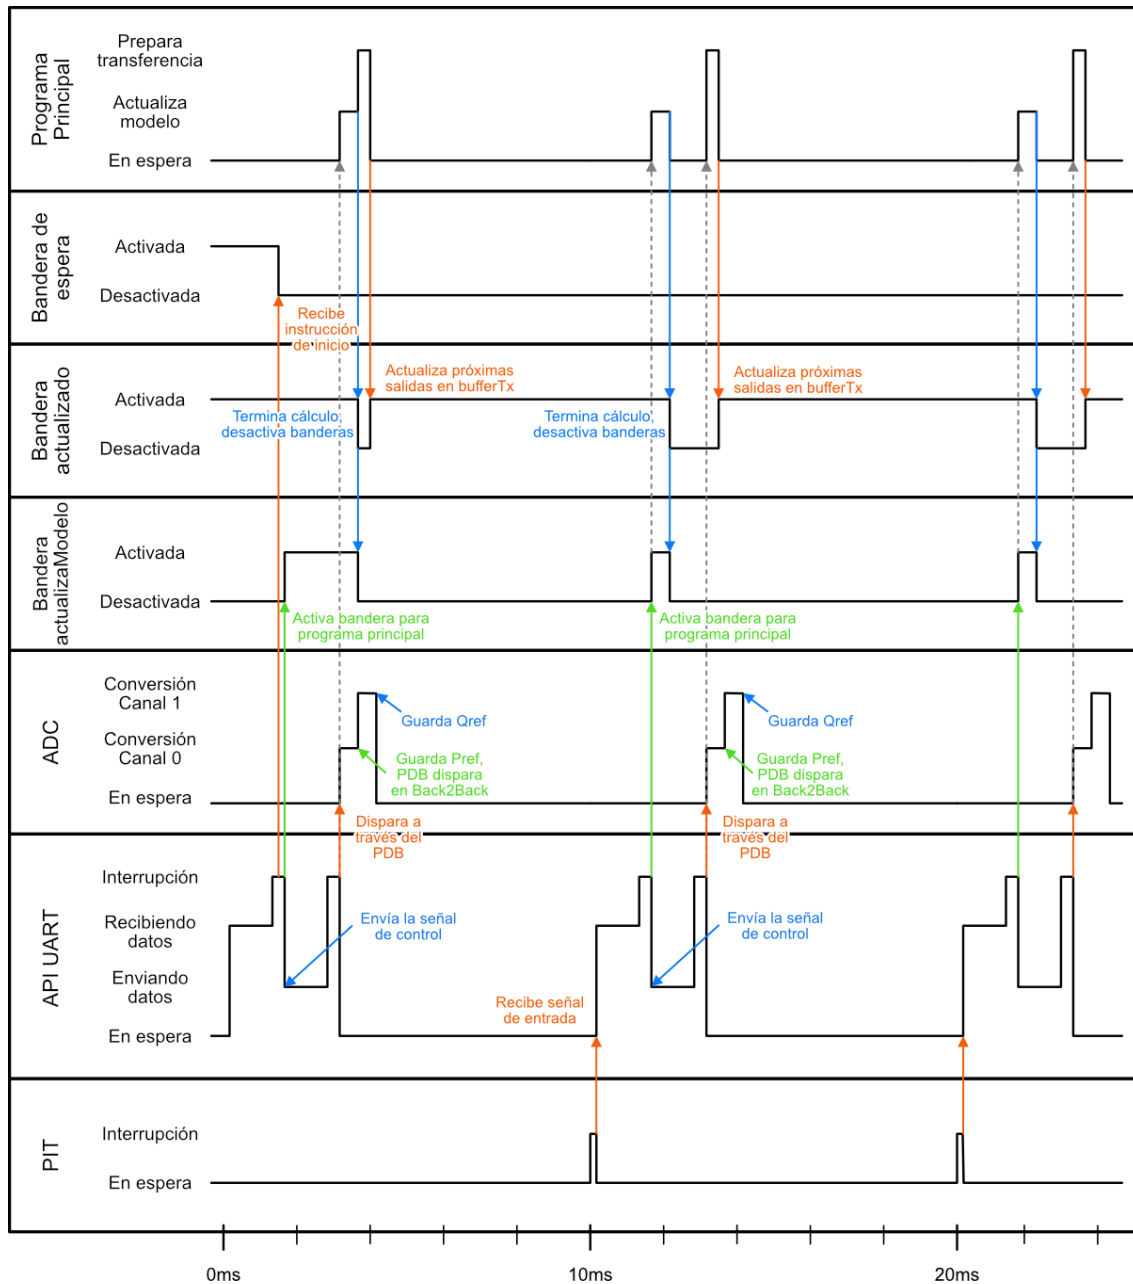 Programa
Principal
Prepara
transferencia
Actualiza
modelo
En espera
Bandera de
espera
Activada
Desactivada
Recibe
instrucción
de inicio
Bandera
actualizado
Activada
Desactivada
Termina cálculo,
desactiva banderas
Actualiza próximas
salidas en bufferTx
Termina cálculo,
desactiva banderas
Actualiza próximas
salidas en bufferTx
Bandera
actualizaModelo
Activada
Desactivada
Activa bandera para
programa principal
Activa bandera para
programa principal
ADC
Conversión
Canal 1
Conversión
Canal 0
En espera
Guarda Qref
Guarda Pref,
PDB dispara
en Back2Back
Dispara a
través del
PDB
Guarda Qref
Guarda Pref,
PDB dispara
en Back2Back
Dispara a
través del
PDB
API UART
Interrupción
Recibiendo
datos
Enviando
datos
En espera
Envía la señal
de control
Recibe señal
de entrada
Envía la señal
de control
PIT
Interrupción
En espera
0ms
10ms
20ms